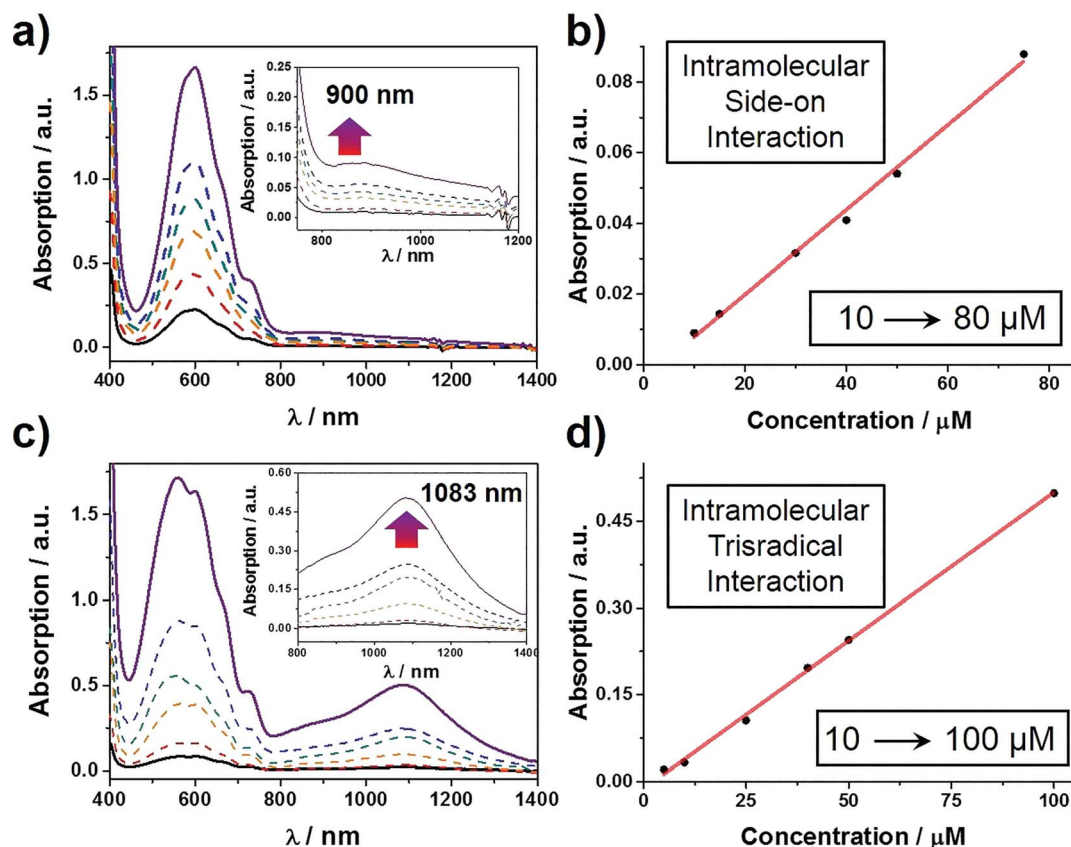 a)
Absorption / a.u.
1.5
1.0
0.5
0.0
400 600 800 1000 1200 1400
λ / nm
900 nm
Absorption / a.u.
0.25
0.20
0.15
0.10
0.05
0.00
800 1000 1200
λ / nm
b)
Absorption / a.u.
0.08
0.06
0.04
0.02
0.00
0 20 40 60 80
Concentration / μM
Intramolecular
Side-on
Interaction
10 → 80 μM
c)
Absorption / a.u.
1.5
1.0
0.5
0.0
400 600 800 1000 1200 1400
λ / nm
1083 nm
Absorption / a.u.
0.60
0.45
0.30
0.15
0.00
800 1000 1200 1400
λ / nm
d)
Absorption / a.u.
0.45
0.30
0.15
0.00
0 25 50 75 100
Concentration / μM
Intramolecular
Trisradical
Interaction
10 → 100 μM